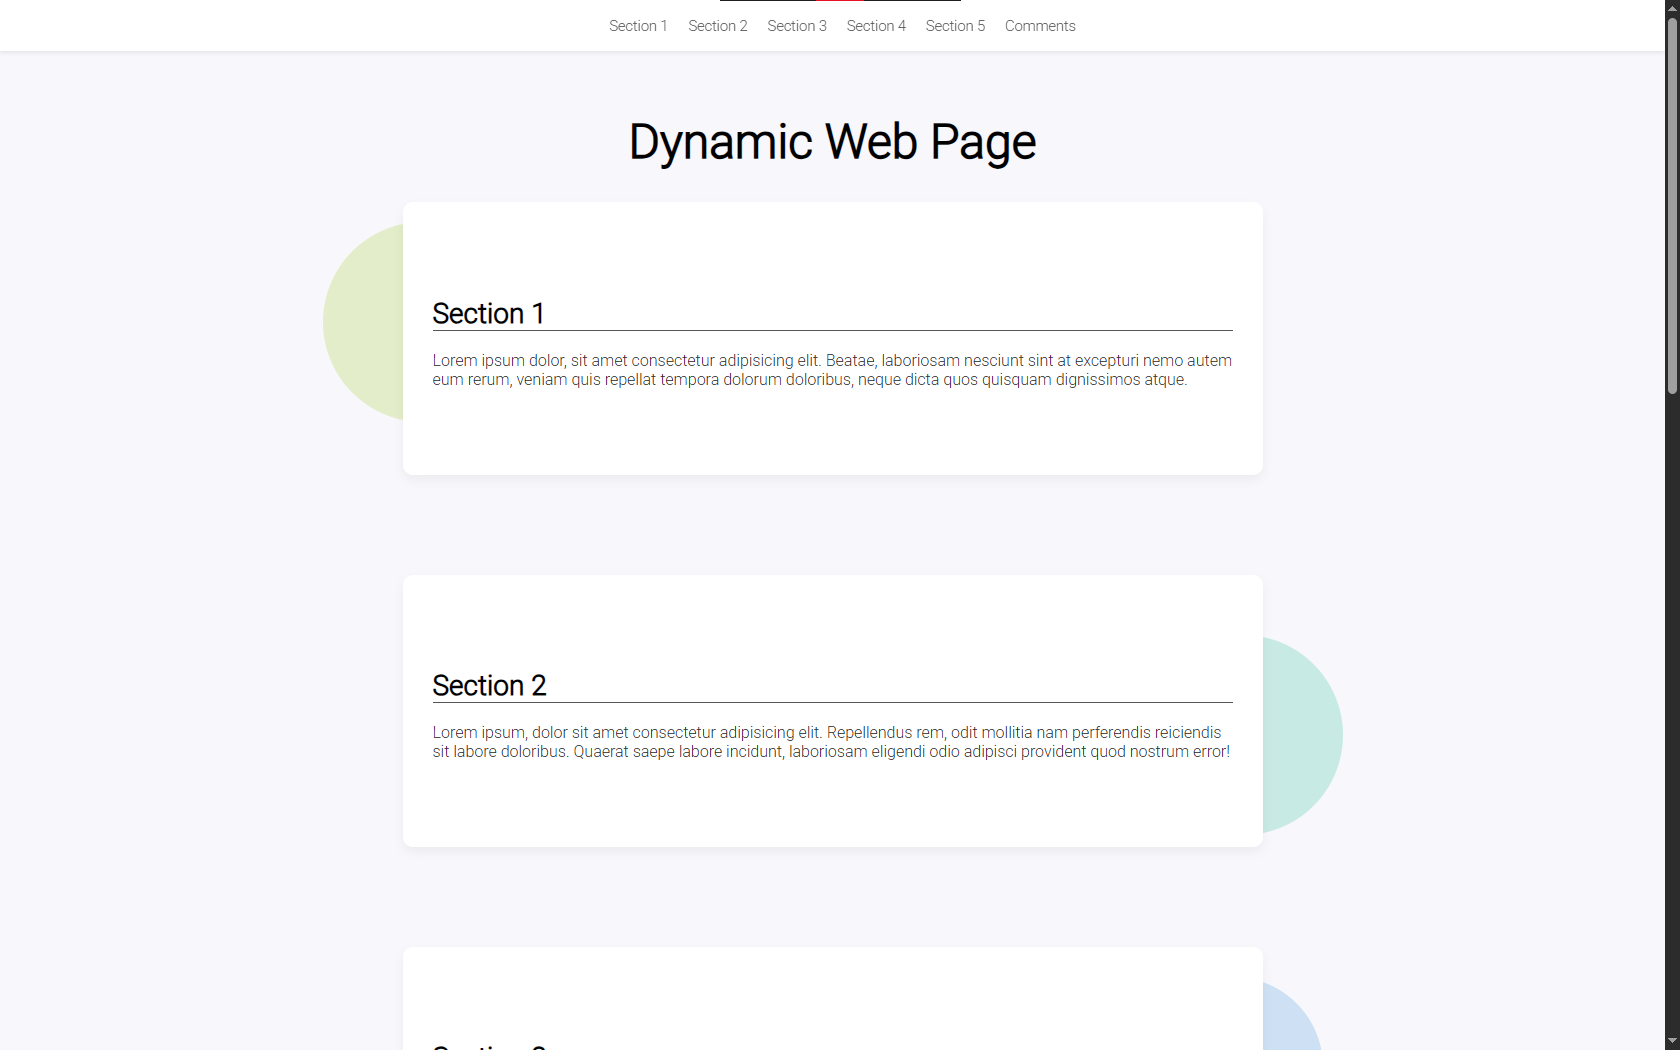 Section 1 Section 2 Section 3 Section 4 Section 5 Comments
Dynamic Web Page
Section 1
Lorem ipsum dolor, sit amet consectetur adipisicing elit. Beatae, laboriosam nesciunt sint at excepturi nemo autem
eum rerum, veniam quis repellat tempora dolorum doloribus, neque dicta quos quisquam dignissimos atque.
Section 2
Lorem ipsum, dolor sit amet consectetur adipisicing elit. Repellendus rem, odit mollitia nam perferendis reiciendis
sit labore doloribus. Quaerat saepe labore incidunt, laboriosam eligendi odio adipisci provident quod nostrum error!